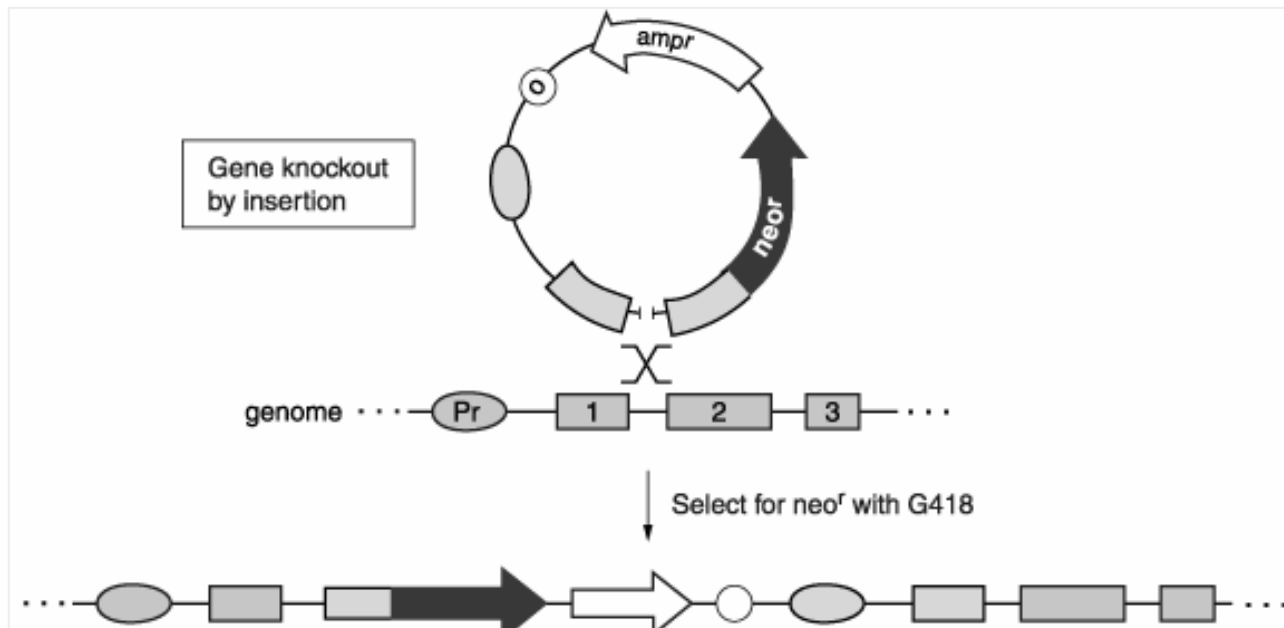 ampr
o
Gene knockout
by insertion
neor
genome . . . Pr 1 2 3 . . .
Select for neoʳ with G418
. . . . . . .